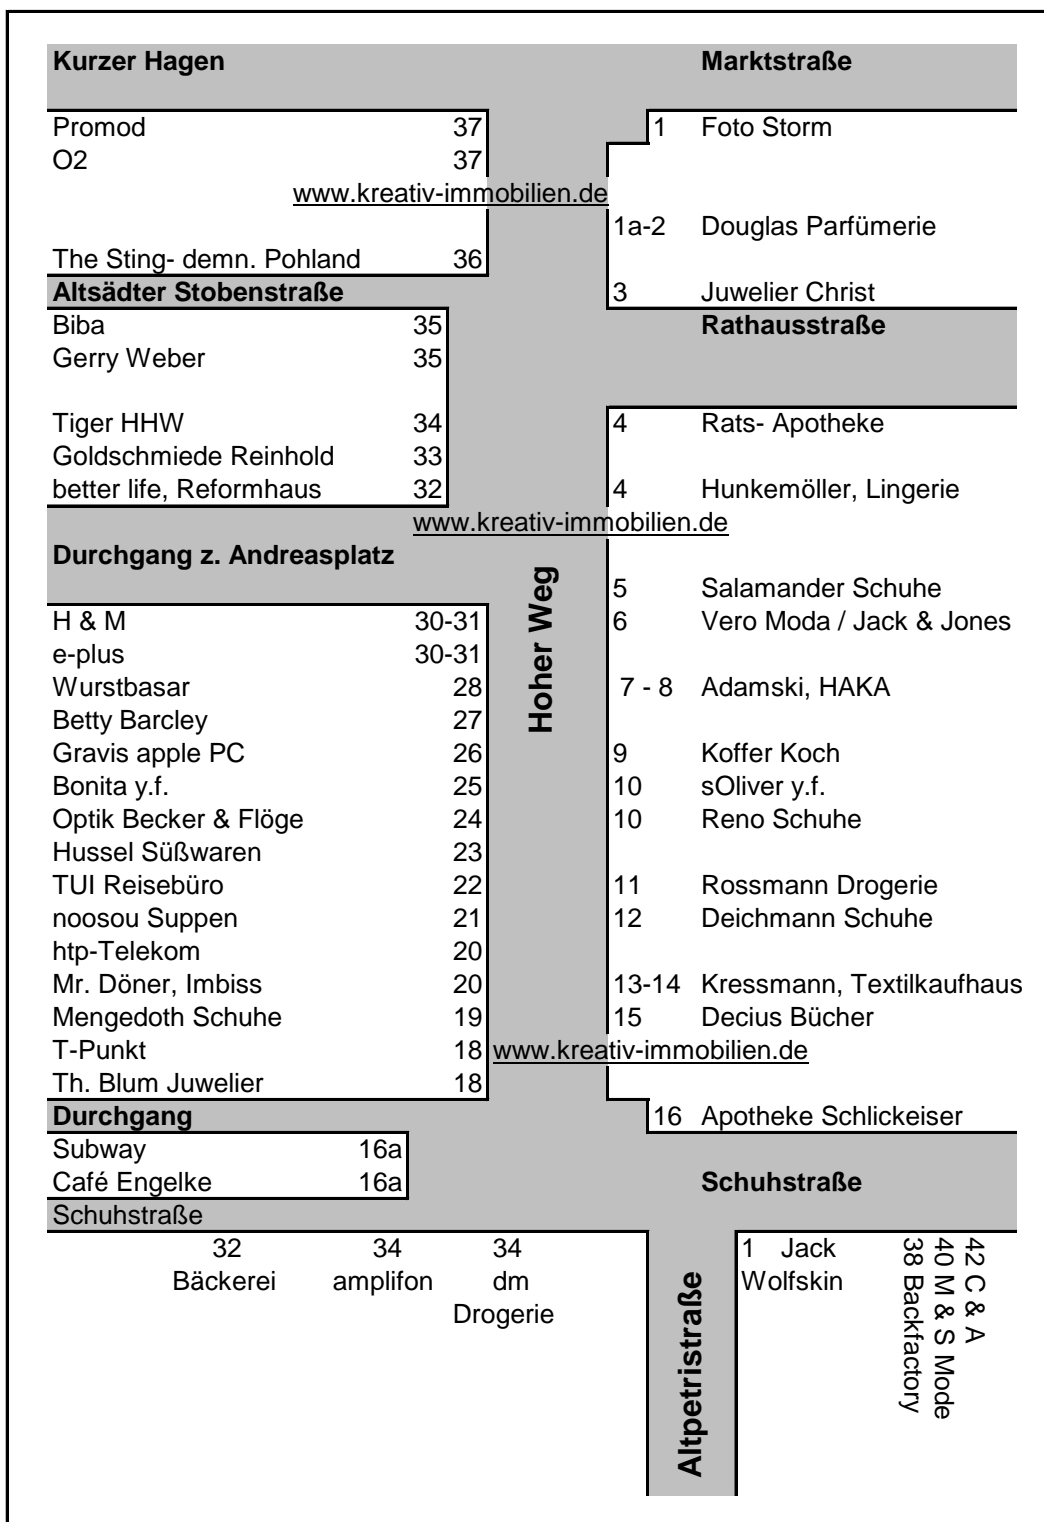 Kurzer Hagen Marktstraße
Promod 37 1 Foto Storm
O2 37
www.kreativ-immobilien.de
1a-2 Douglas Parfümerie
The Sting- demn. Pohland 36
Altsädter Stobenstraße 3 Juwelier Christ
Biba 35 Rathausstraße
Gerry Weber 35
Tiger HHW 34 4 Rats- Apotheke
Goldschmiede Reinhold 33
better life, Reformhaus 32 4 Hunkemöller, Lingerie
www.kreativ-immobilien.de
Durchgang z. Andreasplatz
Hoher Weg
5 Salamander Schuhe
H & M 30-31 6 Vero Moda / Jack & Jones
e-plus 30-31
Wurstbasar 28 7 - 8 Adamski, HAKA
Betty Barcley 27
Gravis apple PC 26 9 Koffer Koch
Bonita y.f. 25 10 sOliver y.f.
Optik Becker & Flöge 24 10 Reno Schuhe
Hussel Süßwaren 23
TUI Reisebüro 22 11 Rossmann Drogerie
noosou Suppen 21 12 Deichmann Schuhe
htp-Telekom 20
Mr. Döner, Imbiss 20 13-14 Kressmann, Textilkaufhaus
Mengedoth Schuhe 19 15 Decius Bücher
T-Punkt 18 www.kreativ-immobilien.de
Th. Blum Juwelier 18
Durchgang 16 Apotheke Schlickeiser
Subway 16a
Café Engelke 16a Schuhstraße
Schuhstraße
32 34 34 1 Jack
Bäckerei amplifon dm Wolfskin
Drogerie
Altpetristraße
42 C & A
40 M & S Mode
38 Backfactory